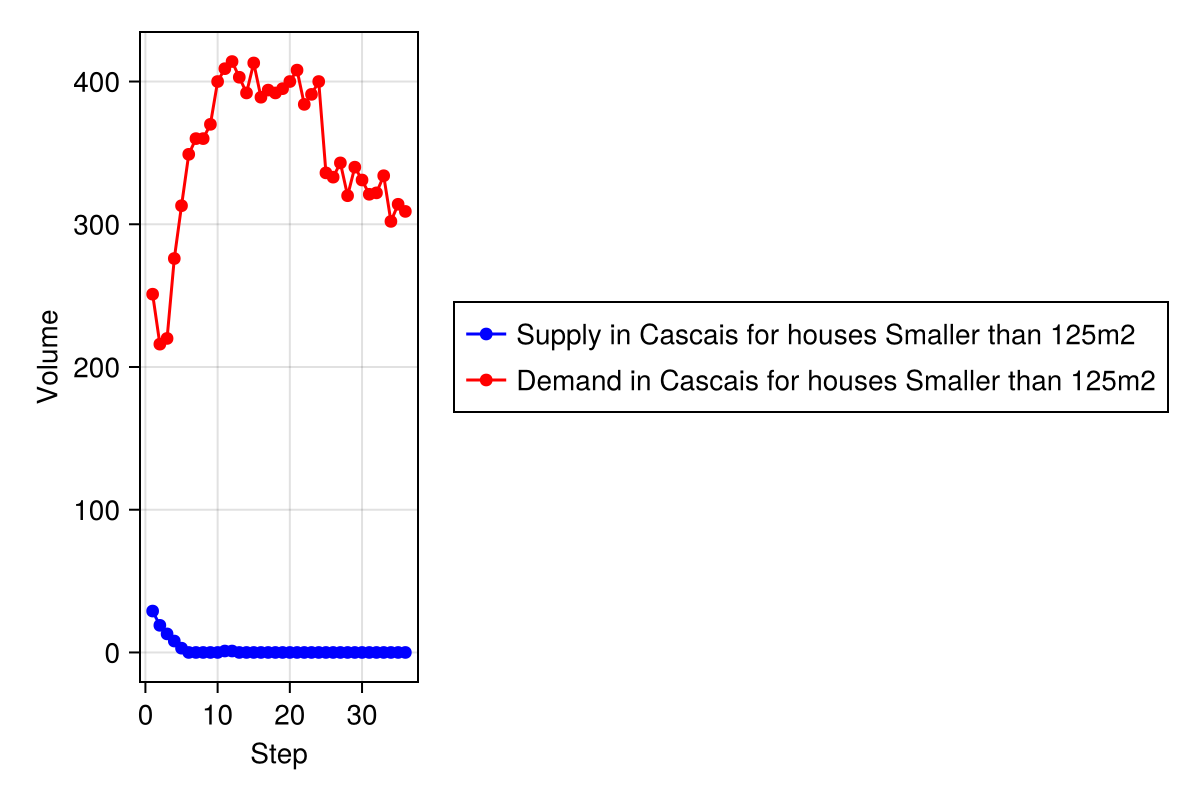 400
300
200
100
0
Volume
0 10 20 30
Step
Supply in Cascais for houses Smaller than 125m2
Demand in Cascais for houses Smaller than 125m2